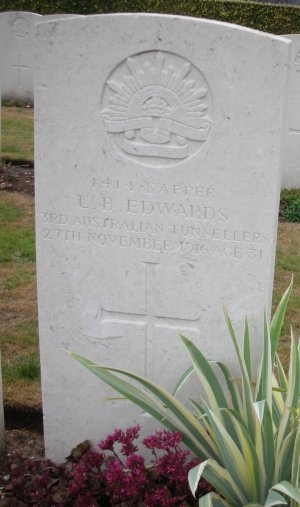 1414 SAPPER
L. B. EDWARDS
3RD AUSTRALIAN TUNNELLERS
27TH NOVEMBER 1916 AGE 31